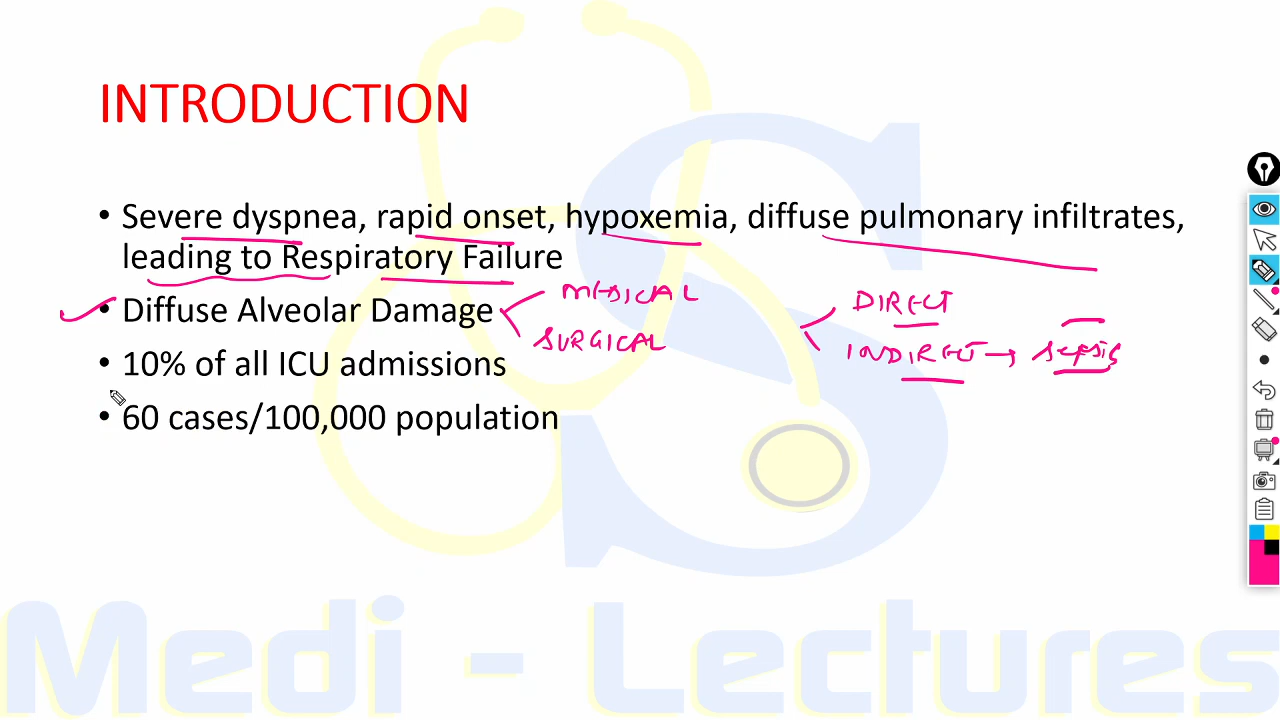 INTRODUCTION
• Severe dyspnea, rapid onset, hypoxemia, diffuse pulmonary infiltrates,
leading to Respiratory Failure
• Diffuse Alveolar Damage
MEDICAL
SURGICAL
DIRECT
INDIRECT → sepsis
• 10% of all ICU admissions
• 60 cases/100,000 population
Medi - Lectures